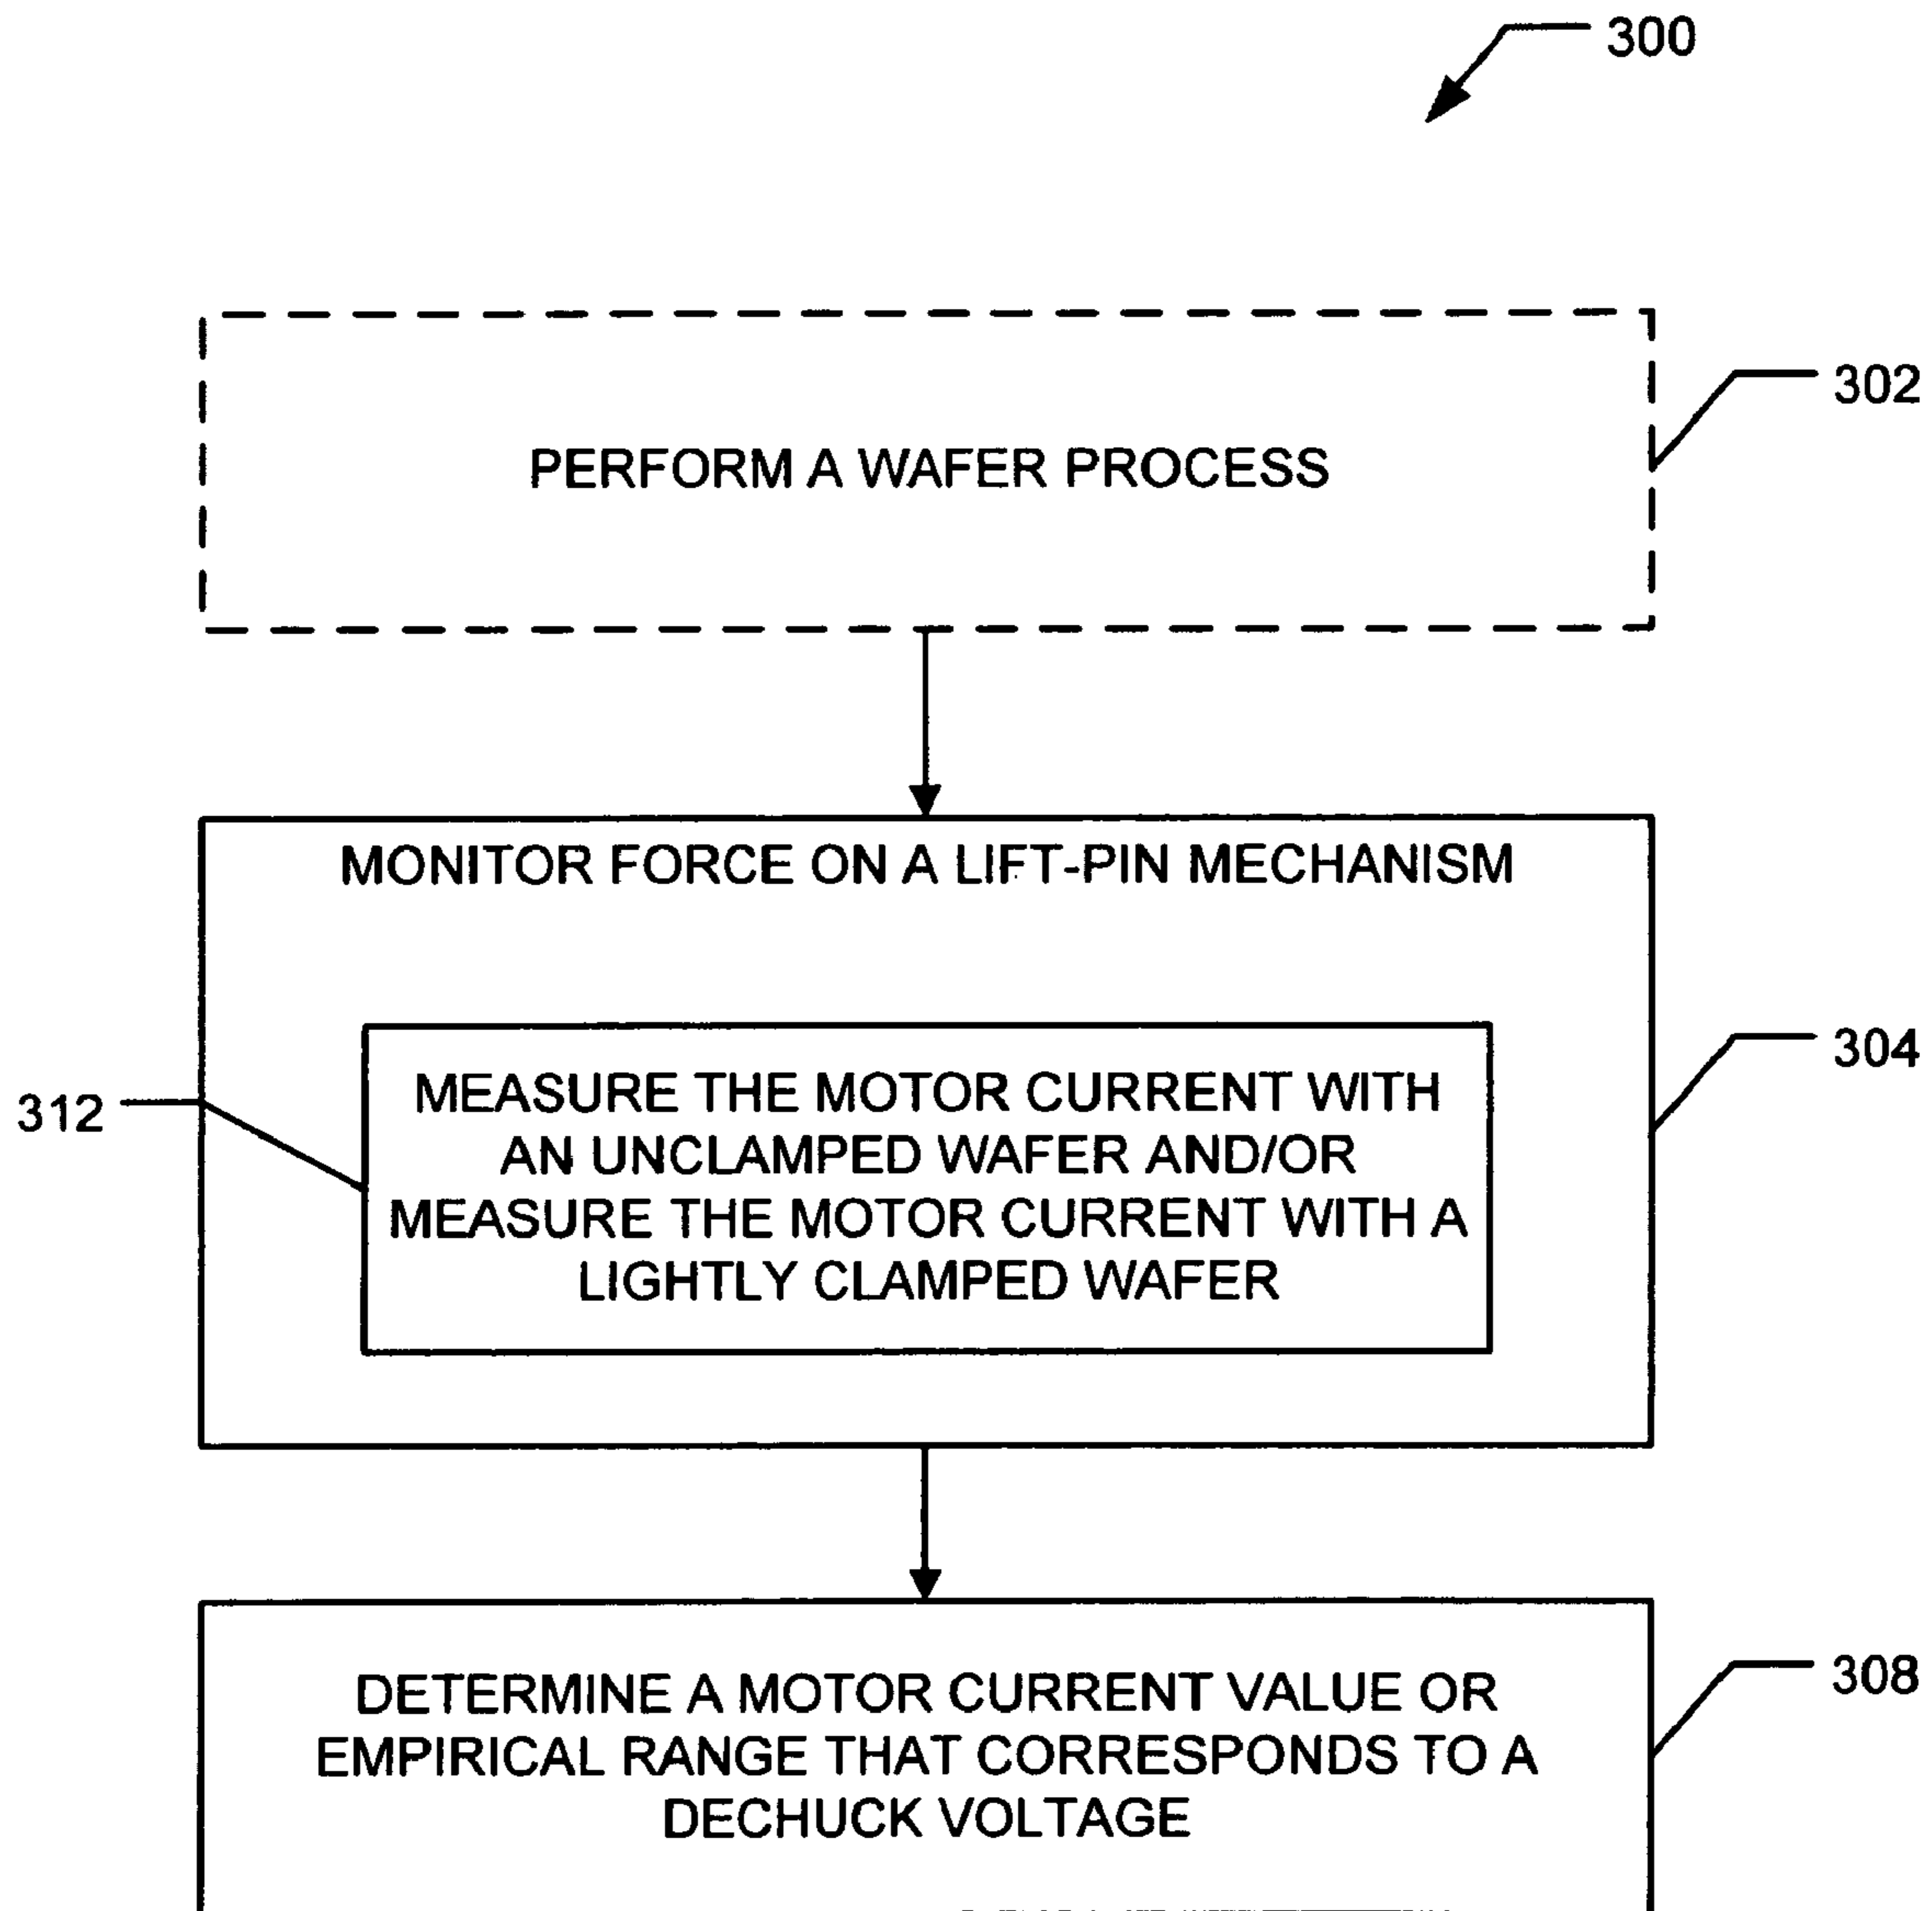 300
PERFORM A WAFER PROCESS
302
MONITOR FORCE ON A LIFT-PIN MECHANISM
304
312
MEASURE THE MOTOR CURRENT WITH
AN UNCLAMPED WAFER AND/OR
MEASURE THE MOTOR CURRENT WITH A
LIGHTLY CLAMPED WAFER
308
DETERMINE A MOTOR CURRENT VALUE OR
EMPIRICAL RANGE THAT CORRESPONDS TO A
DECHUCK VOLTAGE